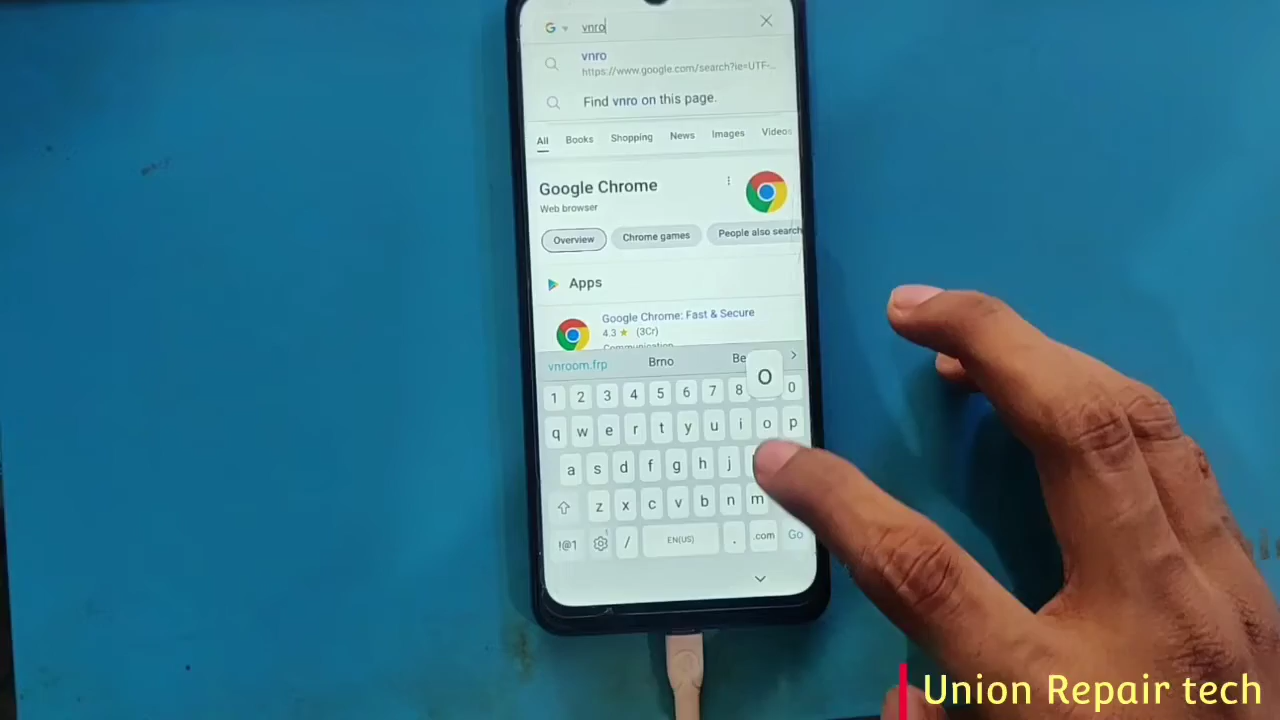 vnro
vnro
https://www.google.com/search?ie=UTF-...
Find vnro on this page.
All Books Shopping News Images Videos
Google Chrome
Web browser
Overview Chrome games People also search
Apps
Google Chrome: Fast & Secure
4.3 ★ (3Cr)
Communication
vnroom.frp Brno Be
O
1 2 3 4 5 6 7 8 0
q w e r t y u i o p
a s d f g h j
z x c v b n m
!@1 / EN(US) . .com Go
Union Repair tech